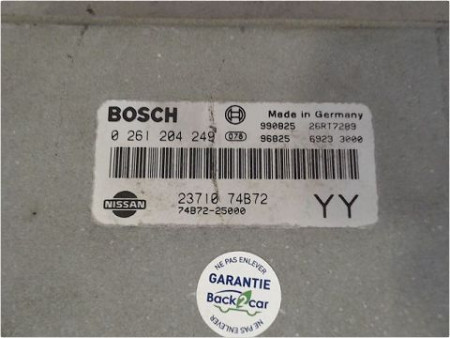 BOSCH
Made in Germany
0 261 204 249
078
990825 26RT7289
96825 6923 3000
NISSAN
23710 74B72
74B72-25000
YY
NE PAS ENLEVER
GARANTIE
Back2car
NE PAS ENLEVER